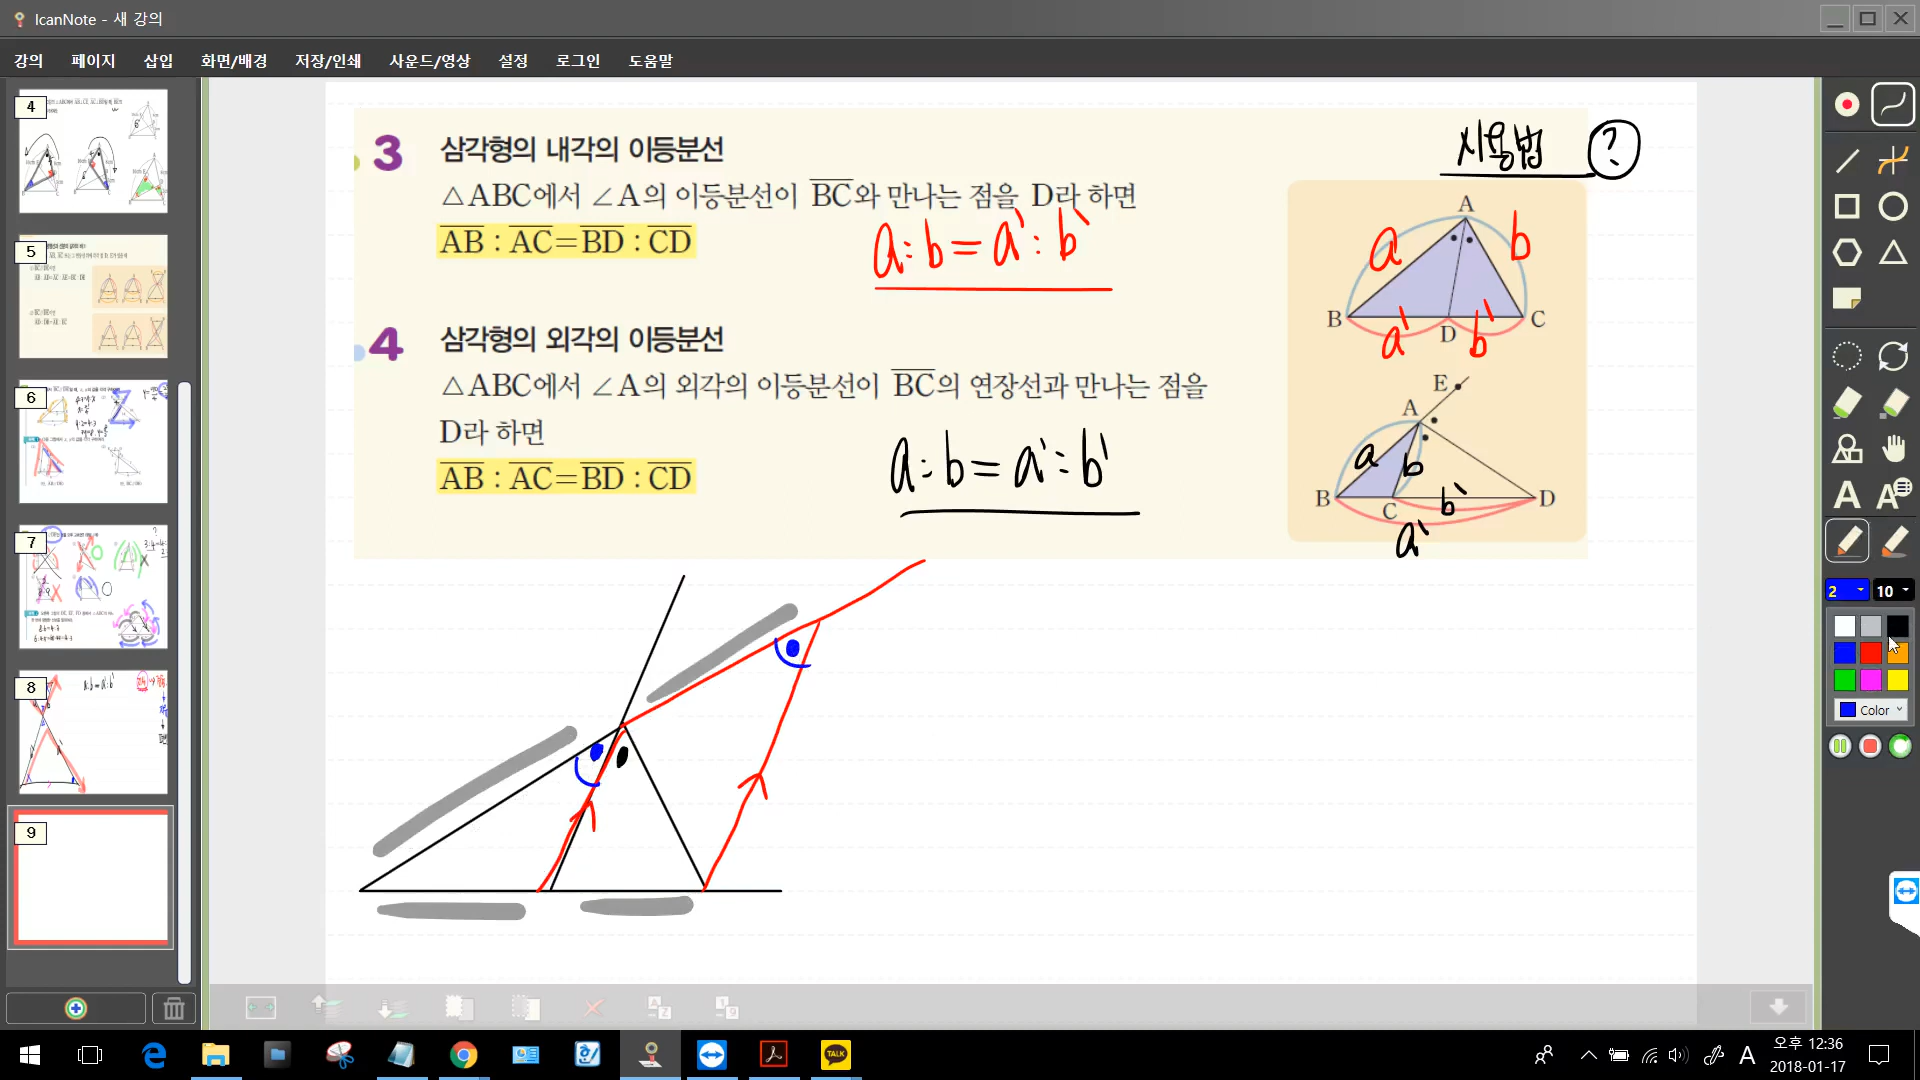 IcanNote - 새 강의
강의 페이지 삽입 화면/배경 저장/인쇄 사운드/영상 설정 로그인 도움말
4
5
6
7
8
9
3 삼각형의 내각의 이등분선
△ABC에서 ∠A의 이등분선이 BC와 만나는 점을 D라 하면
AB : AC=BD : CD
a:b=a':b'
4 삼각형의 외각의 이등분선
△ABC에서 ∠A의 외각의 이등분선이 BC의 연장선과 만나는 점을
D라 하면
AB : AC=BD : CD
a:b=a':b'
?
A
a b
B D C
a' b'
E
A
a b
B C D
b'
a'
A A
2 10
Color
A
오후 12:36
2018-01-17
TALK